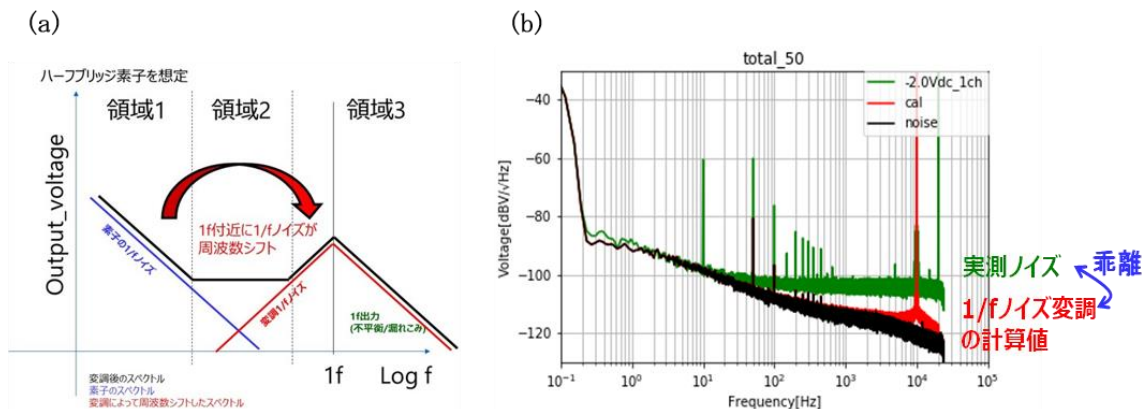 (a)
ハーフブリッジ素子を想定
領域1 領域2 領域3
Output_voltage
1f付近に1/fノイズが
周波数シフト
素子の1/fノイズ
変調1/fノイズ
1f出力
(不平衡/漏れこみ)
1f Log f
変調後のスペクトル
素子のスペクトル
変調によって周波数シフトしたスペクトル
(b)
total_50
-2.0Vdc_1ch
cal
noise
Voltage[dBV/√Hz]
−40
−60
−80
−100
−120
10⁻¹ 10⁰ 10¹ 10² 10³ 10⁴ 10⁵
Frequency[Hz]
実測ノイズ
乖離
1/fノイズ変調
の計算値